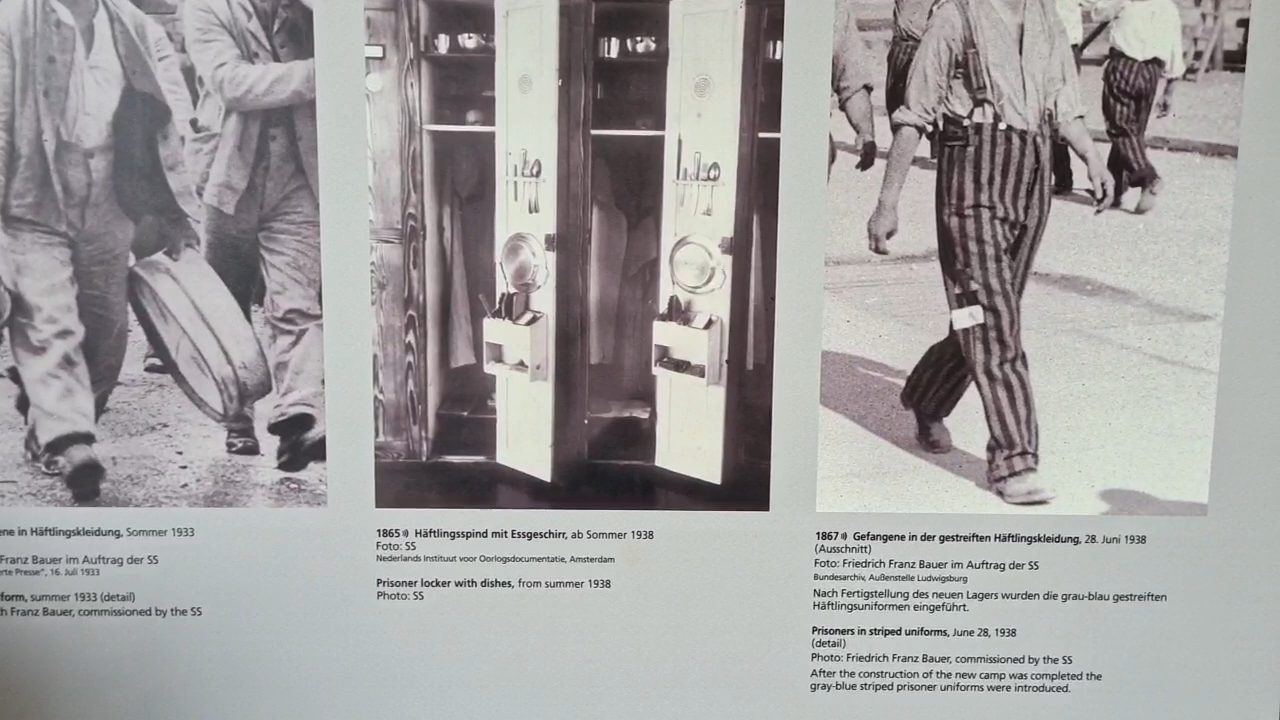 ne in Häftlingskleidung, Sommer 1933
Franz Bauer im Auftrag der SS
rte Presse", 16. Juli 1933
form, summer 1933 (detail)
h Franz Bauer, commissioned by the SS
1865 Häftlingsspind mit Essgeschirr, ab Sommer 1938
Foto: SS
Nederlands Instituut voor Oorlogsdocumentatie, Amsterdam
Prisoner locker with dishes, from summer 1938
Photo: SS
1867 Gefangene in der gestreiften Häftlingskleidung, 28. Juni 1938
(Ausschnitt)
Foto: Friedrich Franz Bauer im Auftrag der SS
Bundesarchiv, Außenstelle Ludwigsburg
Nach Fertigstellung des neuen Lagers wurden die grau-blau gestreiften
Häftlingsuniformen eingeführt.
Prisoners in striped uniforms, June 28, 1938
(detail)
Photo: Friedrich Franz Bauer, commissioned by the SS
After the construction of the new camp was completed the
gray-blue striped prisoner uniforms were introduced.